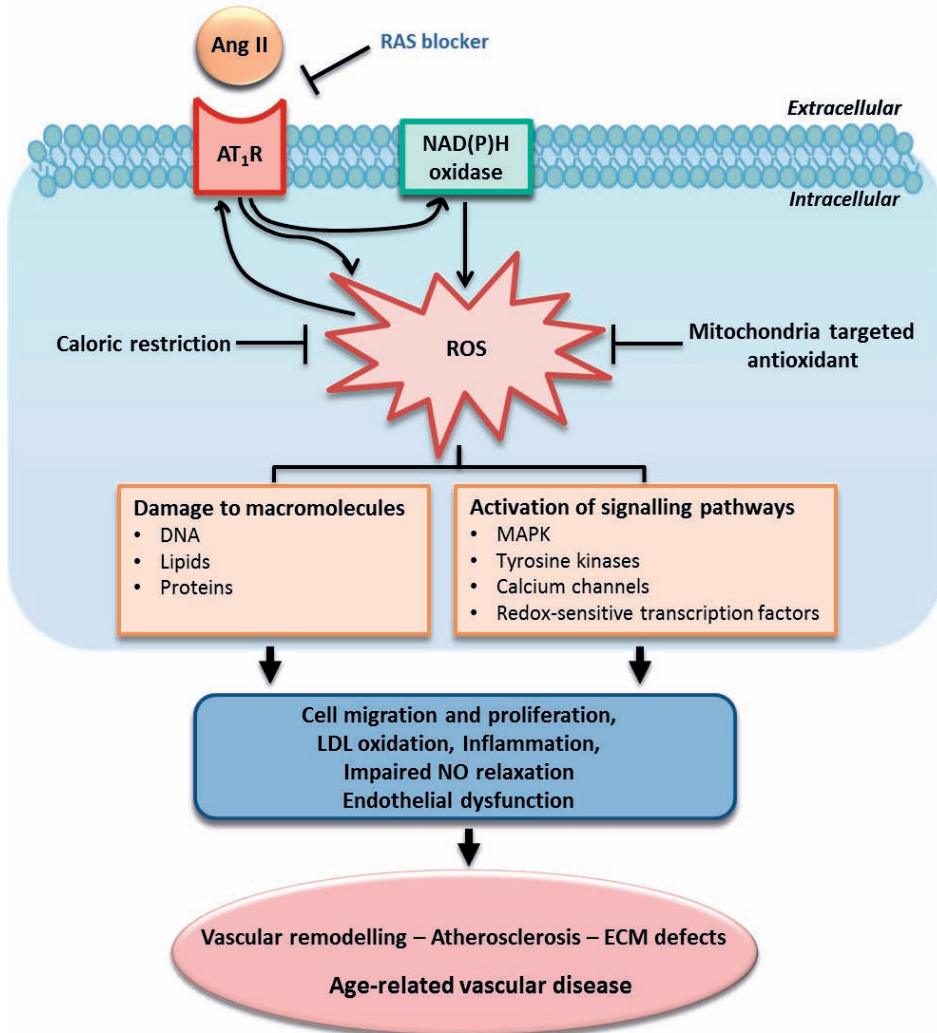 Ang II
RAS blocker
Extracellular
AT₁R
NAD(P)H
oxidase
Intracellular
Caloric restriction
ROS
Mitochondria targeted
antioxidant
Damage to macromolecules
• DNA
• Lipids
• Proteins
Activation of signalling pathways
• MAPK
• Tyrosine kinases
• Calcium channels
• Redox-sensitive transcription factors
Cell migration and proliferation,
LDL oxidation, Inflammation,
Impaired NO relaxation
Endothelial dysfunction
Vascular remodelling – Atherosclerosis – ECM defects
Age-related vascular disease